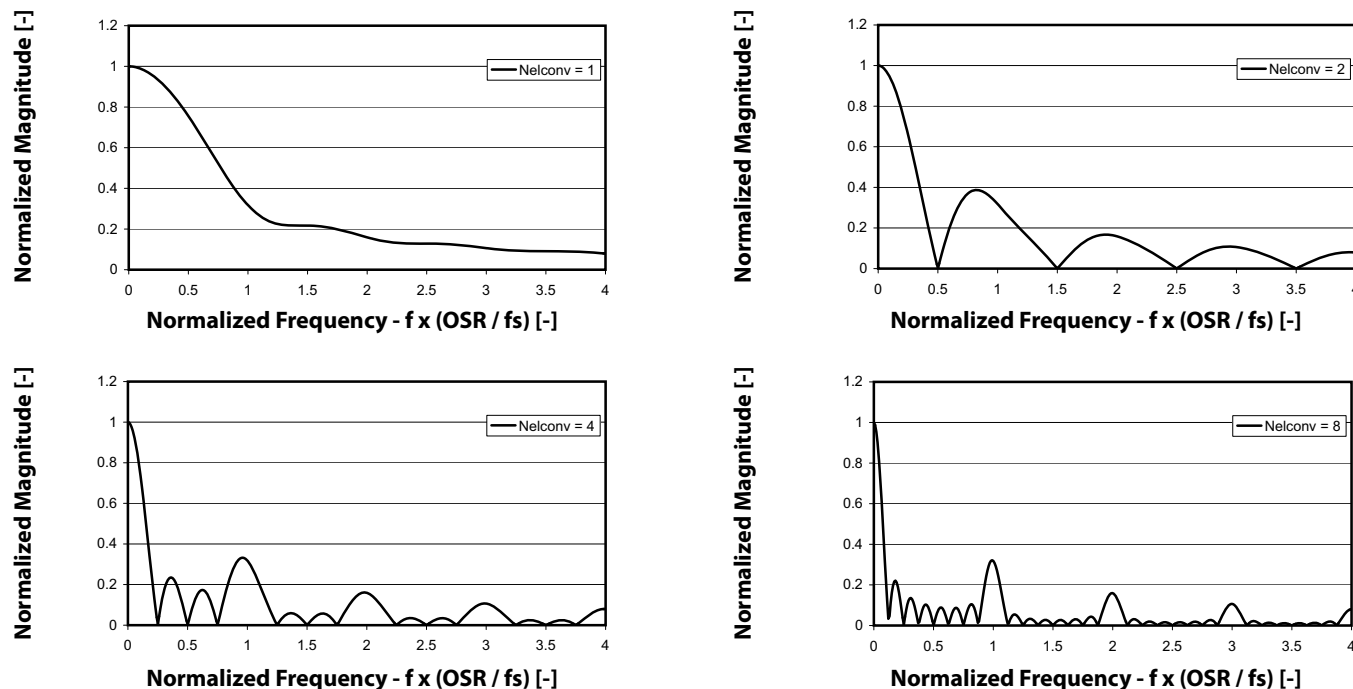 Normalized Magnitude [-]
1.2
1
0.8
0.6
0.4
0.2
0
Nelconv = 1
0 0.5 1 1.5 2 2.5 3 3.5 4
Normalized Frequency - f x (OSR / fs) [-]
Normalized Magnitude [-]
1.2
1
0.8
0.6
0.4
0.2
0
Nelconv = 2
0 0.5 1 1.5 2 2.5 3 3.5
Normalized Frequency - f x (OSR / fs) [-]
Normalized Magnitude [-]
1.2
1
0.8
0.6
0.4
0.2
0
Nelconv = 4
0 0.5 1 1.5 2 2.5 3 3.5 4
Normalized Frequency - f x (OSR / fs) [-]
Normalized Magnitude [-]
1.2
1
0.8
0.6
0.4
0.2
0
Nelconv = 8
0 0.5 1 1.5 2 2.5 3 3.5 4
Normalized Frequency - f x (OSR / fs) [-]